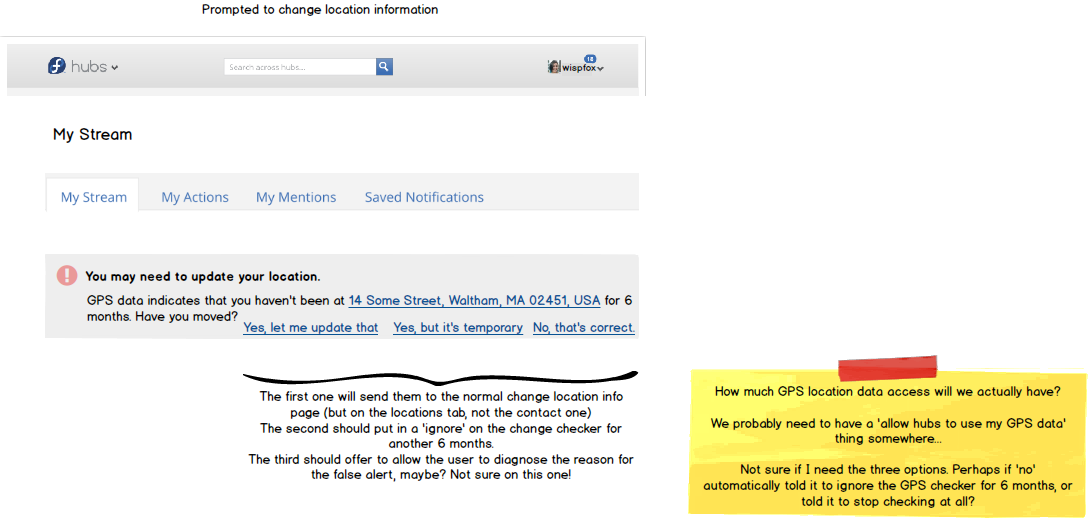 Prompted to change location information
hubs
Search across hubs...
18
wispfox
My Stream
My Stream
My Actions
My Mentions
Saved Notifications
You may need to update your location.
GPS data indicates that you haven't been at 14 Some Street, Waltham, MA 02451, USA for 6
months. Have you moved?
Yes, let me update that
Yes, but it's temporary
No, that's correct.
The first one will send them to the normal change location info
page (but on the locations tab, not the contact one)
The second should put in a 'ignore' on the change checker for
another 6 months.
The third should offer to allow the user to diagnose the reason for
the false alert, maybe? Not sure on this one!
How much GPS location data access will we actually have?
We probably need to have a 'allow hubs to use my GPS data'
thing somewhere...
Not sure if I need the three options. Perhaps if 'no'
automatically told it to ignore the GPS checker for 6 months, or
told it to stop checking at all?